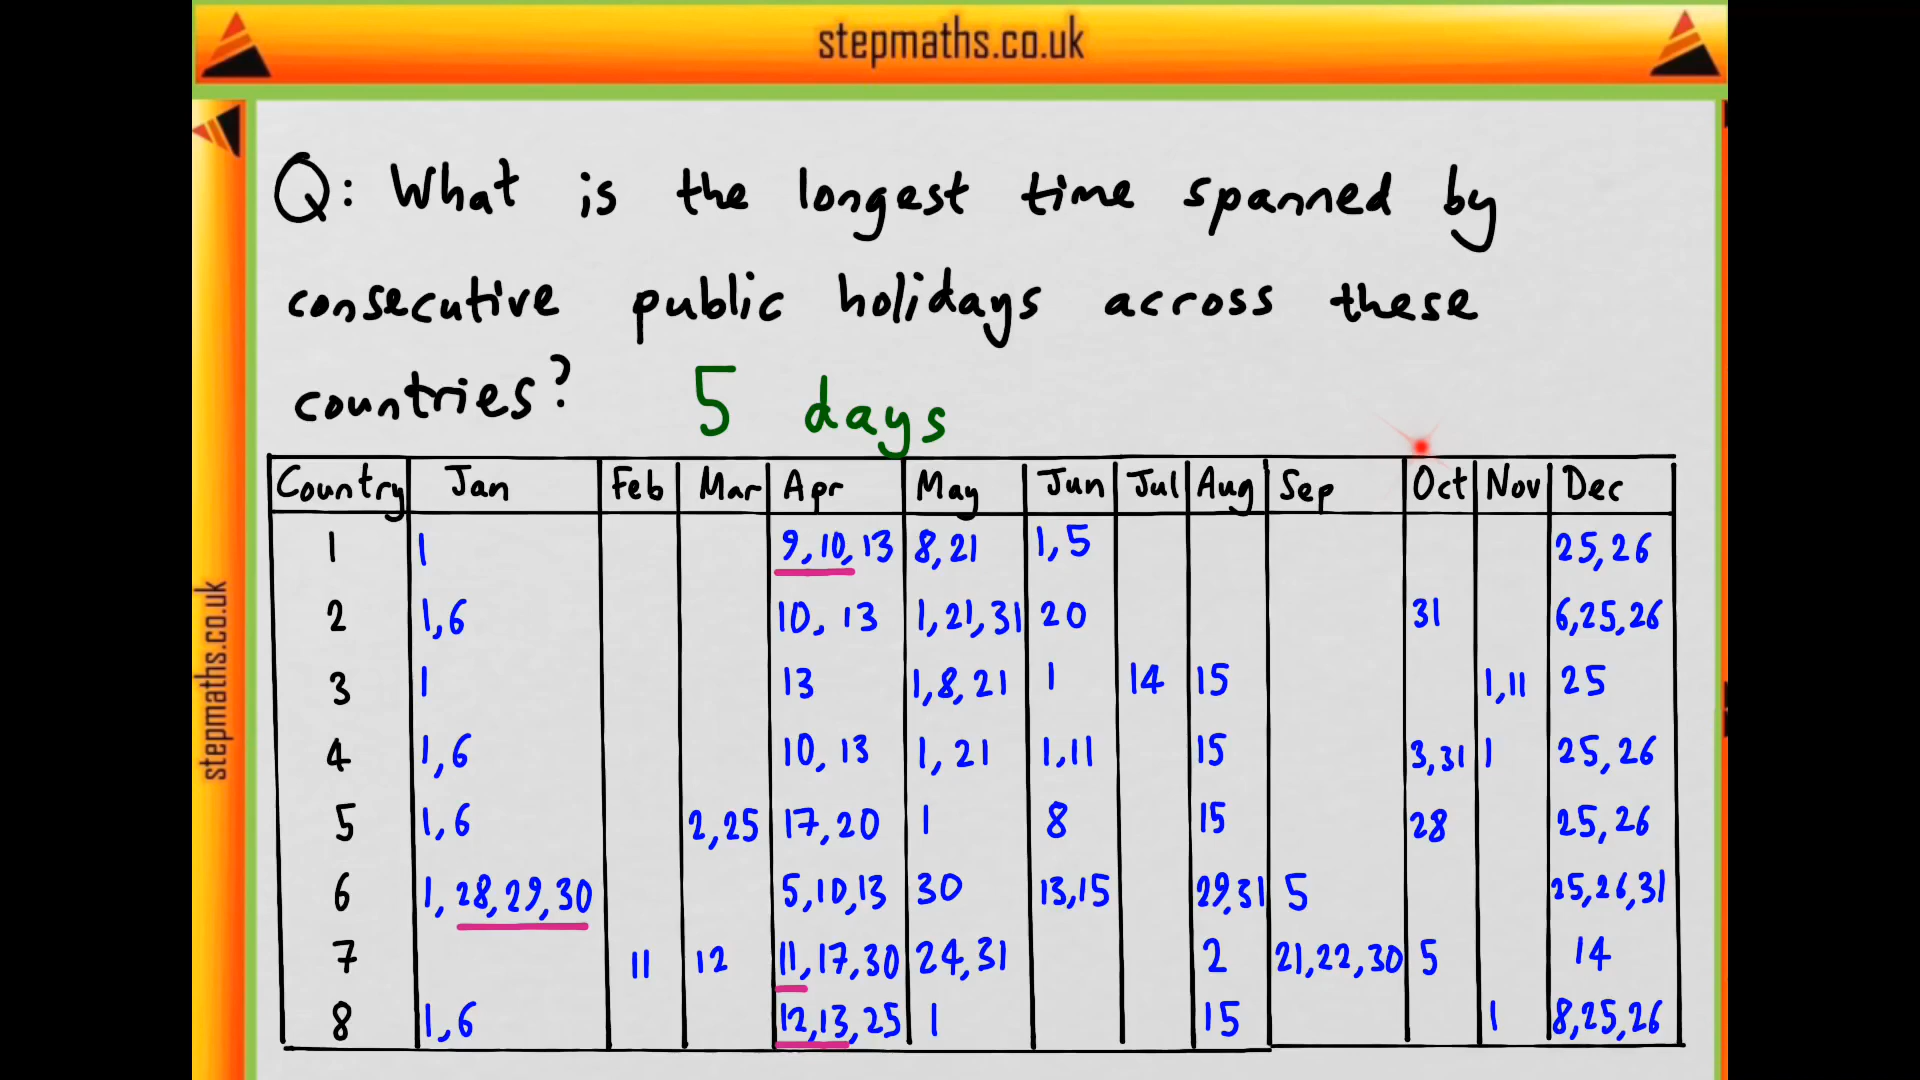 stepmaths.co.uk
stepmaths.co.uk
Q: What is the longest time spanned by
consecutive public holidays across these
countries? 5 days
Country Jan Feb Mar Apr May Jun Jul Aug Sep Oct Nov Dec
1 1 9,10,13 8,21 1,5 25,26
2 1,6 10, 13 1,21,31 20 31 6,25,26
3 1 13 1,8,21 1 14 15 1,11 25
4 1,6 10, 13 1,21 1,11 15 3,31 1 25,26
5 1,6 2,25 17,20 1 8 15 28 25,26
6 1,28,29,30 5,10,13 30 13,15 29,31 5 25,26,31
7 11 12 11,17,30 24,31 2 21,22,30 5 14
8 1,6 12,13,25 1 15 1 8,25,26